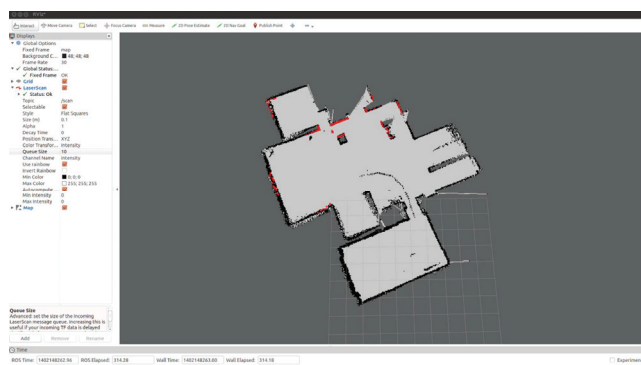 RViz*
Interact Move Camera Select Focus Camera Measure 2D Pose Estimate 2D Nav Goal Publish Point
Displays
Global Options
Fixed Frame map
Background C... 48; 48; 48
Frame Rate 30
Global Status:...
Fixed Frame OK
Grid
LaserScan
Status: Ok
Topic /scan
Selectable
Style Flat Squares
Size (m) 0.1
Alpha 1
Decay Time 0
Position Trans... XYZ
Color Transfor... Intensity
Queue Size 10
Channel Name intensity
Use rainbow
Invert Rainbow
Min Color 0; 0; 0
Max Color 255; 255; 255
Autocompute
Min Intensity 0
Max Intensity 0
Map
Queue Size
Advanced: set the size of the incoming
LaserScan message queue. Increasing this is
useful if your incoming TF data is delayed
Add Remove Rename
Time
ROS Time: 1402148262.96 ROS Elapsed: 314.28 Wall Time: 1402148263.00 Wall Elapsed: 314.18 Experimen